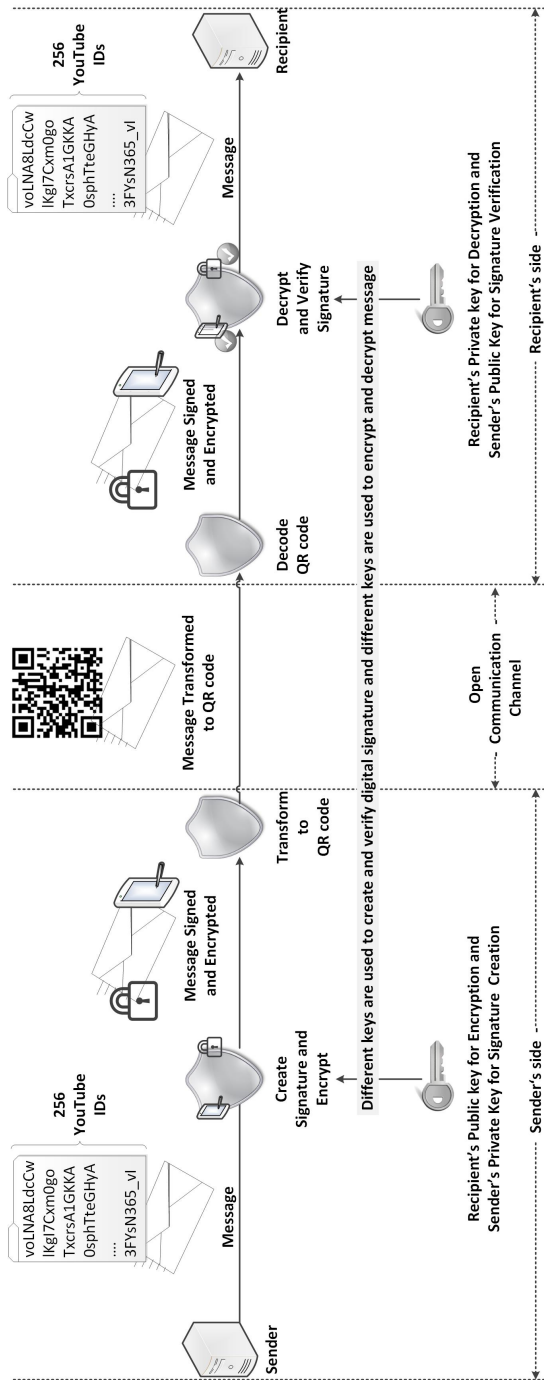 256
YouTube
IDs
voLNA8LdcCw
lKgI7Cxm0go
TxcrsA1GKKA
0sphTteGHyA
....
3FYsN365_vI
Message
Sender
Create
Signature and
Encrypt
Message Signed
and Encrypted
Transform
to
QR code
Message Transformed
to QR code
Decode
QR code
Message Signed
and Encrypted
Decrypt
and Verify
Signature
256
YouTube
IDs
voLNA8LdcCw
lKgI7Cxm0go
TxcrsA1GKKA
0sphTteGHyA
....
3FYsN365_vI
Message
Recipient
Different keys are used to create and verify digital signature and different keys are used to encrypt and decrypt message
Recipient's Public key for Encryption and
Sender's Private Key for Signature Creation
Recipient's Private key for Decryption and
Sender's Public Key for Signature Verification
Sender's side
Open
Communication
Channel
Recipient's side